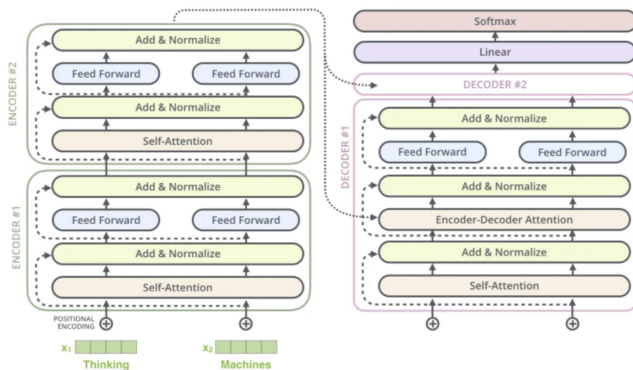 ENCODER #2
Add & Normalize
Feed Forward Feed Forward
Add & Normalize
Self-Attention
ENCODER #1
Add & Normalize
Feed Forward Feed Forward
Add & Normalize
Self-Attention
POSITIONAL
ENCODING
x1 x2
Thinking Machines
Softmax
Linear
DECODER #2
DECODER #1
Add & Normalize
Feed Forward Feed Forward
Add & Normalize
Encoder-Decoder Attention
Add & Normalize
Self-Attention